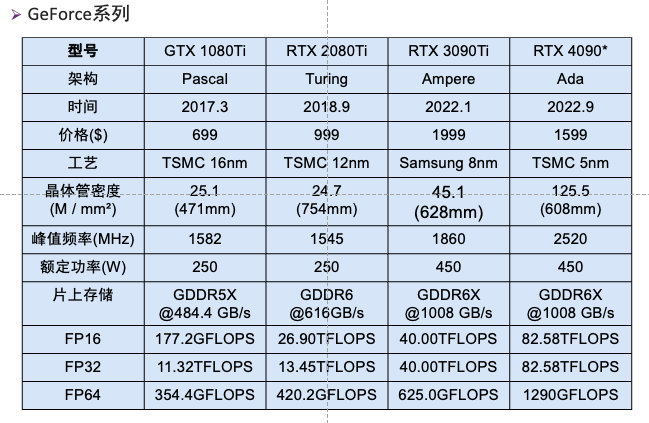 ➤ GeForce系列
型号 GTX 1080Ti RTX 2080Ti RTX 3090Ti RTX 4090*
架构 Pascal Turing Ampere Ada
时间 2017.3 2018.9 2022.1 2022.9
价格($) 699 999 1999 1599
工艺 TSMC 16nm TSMC 12nm Samsung 8nm TSMC 5nm
晶体管密度 25.1 24.7 45.1 125.5
(M / mm²) (471mm) (754mm) (628mm) (608mm)
峰值频率(MHz) 1582 1545 1860 2520
额定功率(W) 250 250 450 450
片上存储 GDDR5X GDDR6 GDDR6X GDDR6X
@484.4 GB/s @616GB/s @1008 GB/s @1008 GB/s
FP16 177.2GFLOPS 26.90TFLOPS 40.00TFLOPS 82.58TFLOPS
FP32 11.32TFLOPS 13.45TFLOPS 40.00TFLOPS 82.58TFLOPS
FP64 354.4GFLOPS 420.2GFLOPS 625.0GFLOPS 1290GFLOPS